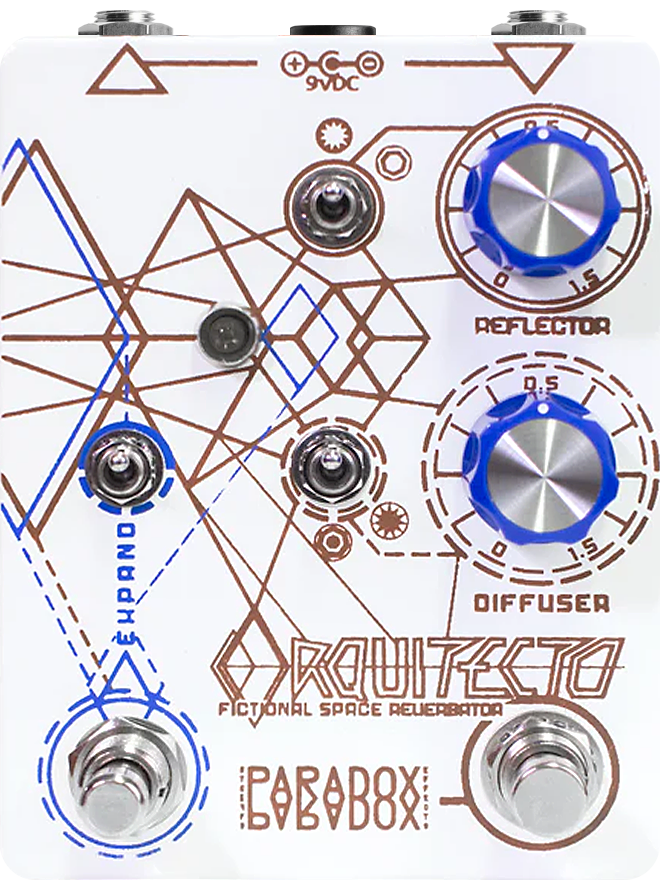 9VDC
0.5
0
1.5
REFLECTOR
0.5
0
1.5
DIFFUSER
EXPAND
ARQUITECTO
FICTIONAL SPACE REVERBATOR
PARADOX